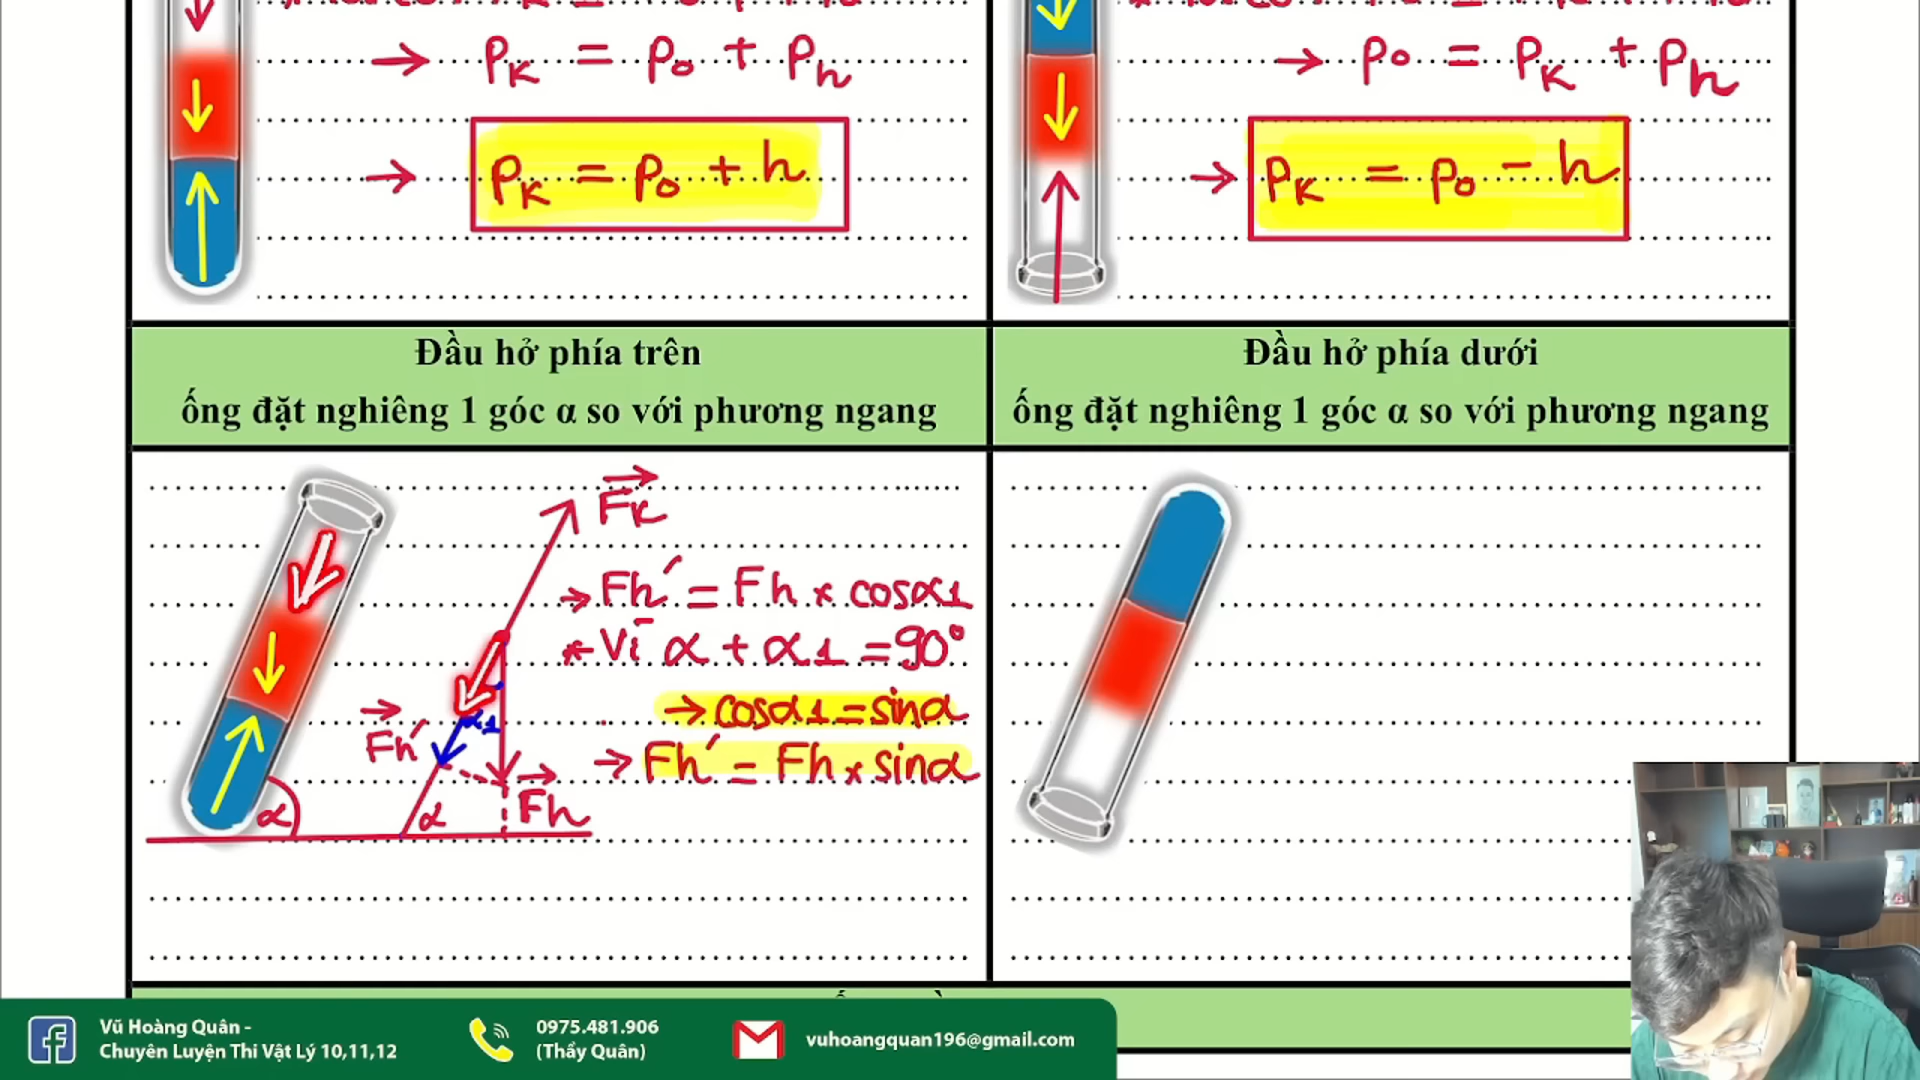 → pK = po + ph
→ pK = po + h
→ po = pK + ph
→ pK = po - h
Đầu hở phía trên
ống đặt nghiêng 1 góc α so với phương ngang
Đầu hở phía dưới
ống đặt nghiêng 1 góc α so với phương ngang
FK
→ Fh' = Fh × cosα1
* Vì α + α1 = 90°
→ cosα1 = sinα
→ Fh' = Fh × sinα
Fh'
α1
Fh
α
α
Vũ Hoàng Quân -
Chuyên Luyện Thi Vật Lý 10,11,12
0975.481.906
(Thầy Quân)
vuhoangquan196@gmail.com